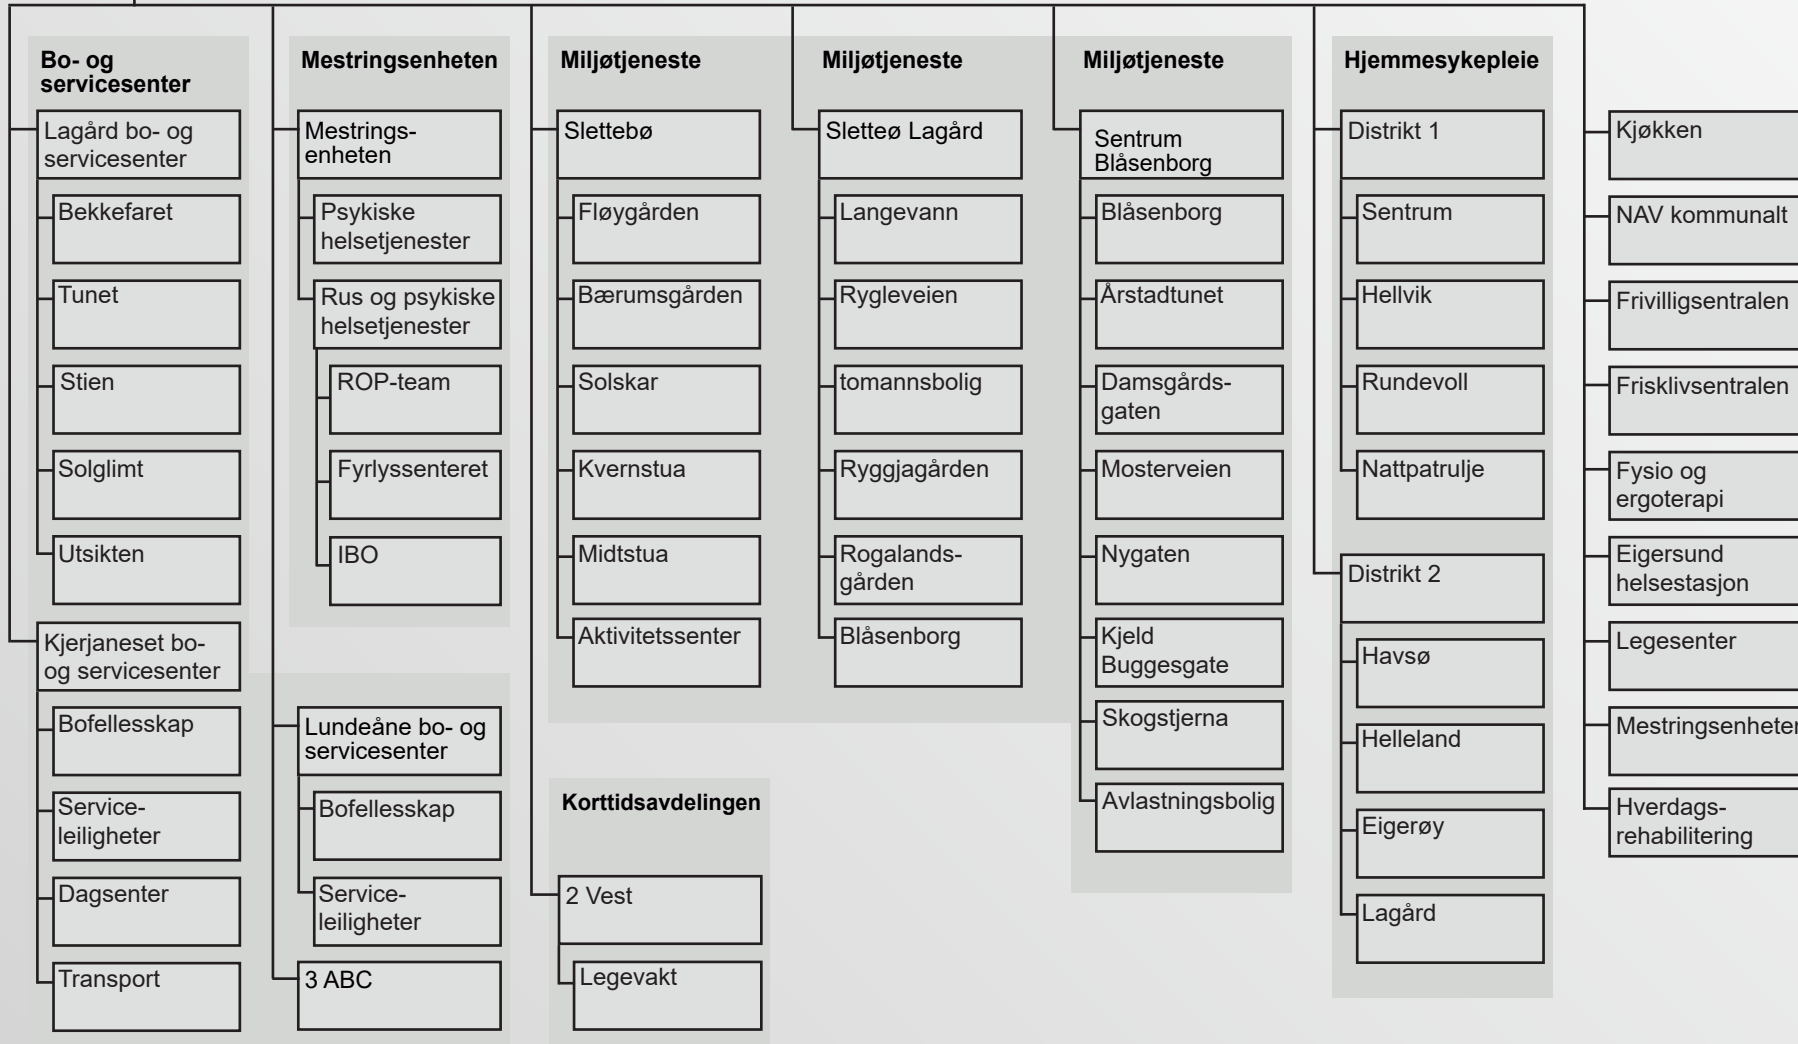 Bo- og
servicesenter
Lagård bo- og
servicesenter
Bekkefaret
Tunet
Stien
Solglimt
Utsikten
Kjerjaneset bo-
og servicesenter
Bofellesskap
Service-
leiligheter
Dagsenter
Transport
Mestringsenheten
Mestrings-
enheten
Psykiske
helsetjenester
Rus og psykiske
helsetjenester
ROP-team
Fyrlyssenteret
IBO
Lundeåne bo- og
servicesenter
Bofellesskap
Service-
leiligheter
3 ABC
Miljøtjeneste
Slettebø
Fløygården
Bærumsgården
Solskar
Kvernstua
Midtstua
Aktivitetssenter
Korttidsavdelingen
2 Vest
Legevakt
Miljøtjeneste
Sletteø Lagård
Langevann
Rygleveien
tomannsbolig
Ryggjagården
Rogalands-
gården
Blåsenborg
Miljøtjeneste
Sentrum
Blåsenborg
Blåsenborg
Årstadtunet
Damsgårds-
gaten
Mosterveien
Nygaten
Kjeld
Buggesgate
Skogstjerna
Avlastningsbolig
Hjemmesykepleie
Distrikt 1
Sentrum
Hellvik
Rundevoll
Nattpatrulje
Distrikt 2
Havsø
Helleland
Eigerøy
Lagård
Kjøkken
NAV kommunalt
Frivilligsentralen
Frisklivsentralen
Fysio og
ergoterapi
Eigersund
helsestasjon
Legesenter
Mestringsenheter
Hverdags-
rehabilitering